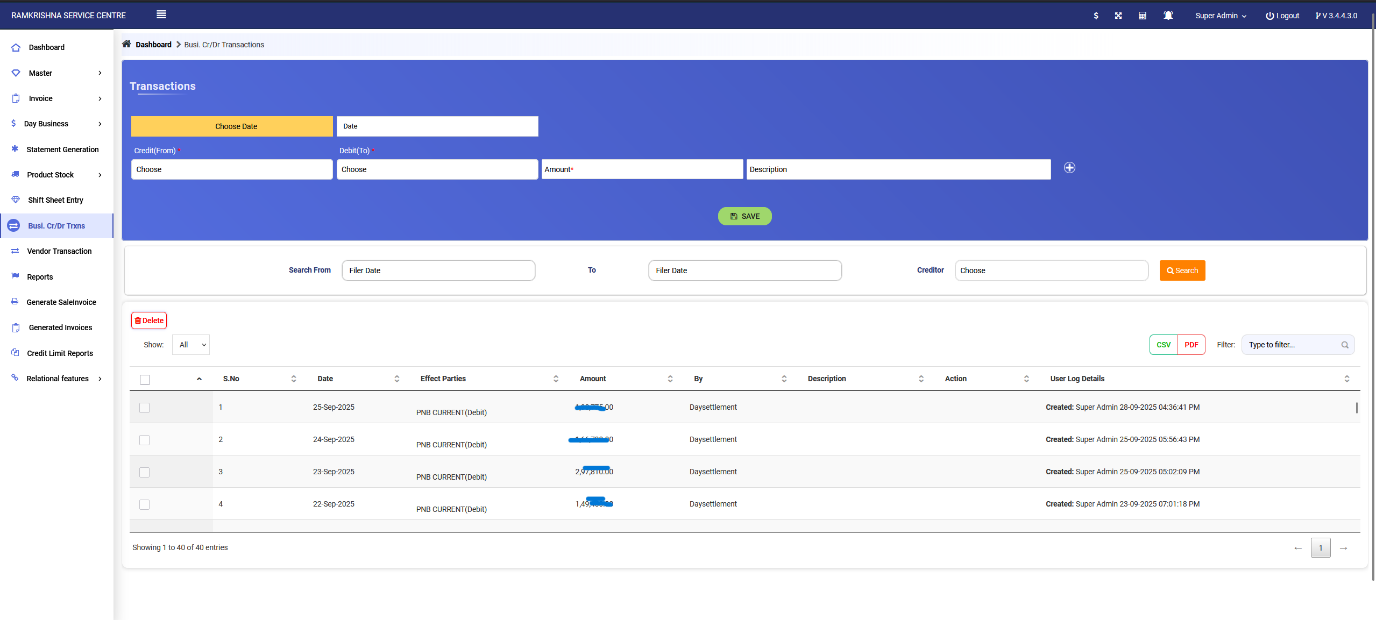 RAMKRISHNA SERVICE CENTRE
$ Super Admin Logout V 3.4.4.3.0
Dashboard
Master
Invoice
Day Business
Statement Generation
Product Stock
Shift Sheet Entry
Busi. Cr/Dr Trxns
Vendor Transaction
Reports
Generate SaleInvoice
Generated Invoices
Credit Limit Reports
Relational features
Dashboard > Busi. Cr/Dr Transactions
Transactions
Choose Date Date
Credit(From) * Debit(To) *
Choose Choose Amount* Description
SAVE
Search From Filer Date To Filer Date Creditor Choose Search
Delete
Show: All CSV PDF Filter: Type to filter...
S.No Date Effect Parties Amount By Description Action User Log Details
1 25-Sep-2025 PNB CURRENT(Debit) Daysettlement Created: Super Admin 28-09-2025 04:36:41 PM
2 24-Sep-2025 PNB CURRENT(Debit) Daysettlement Created: Super Admin 25-09-2025 05:56:43 PM
3 23-Sep-2025 PNB CURRENT(Debit) Daysettlement Created: Super Admin 25-09-2025 05:02:09 PM
4 22-Sep-2025 PNB CURRENT(Debit) Daysettlement Created: Super Admin 23-09-2025 07:01:18 PM
Showing 1 to 40 of 40 entries
← 1 →